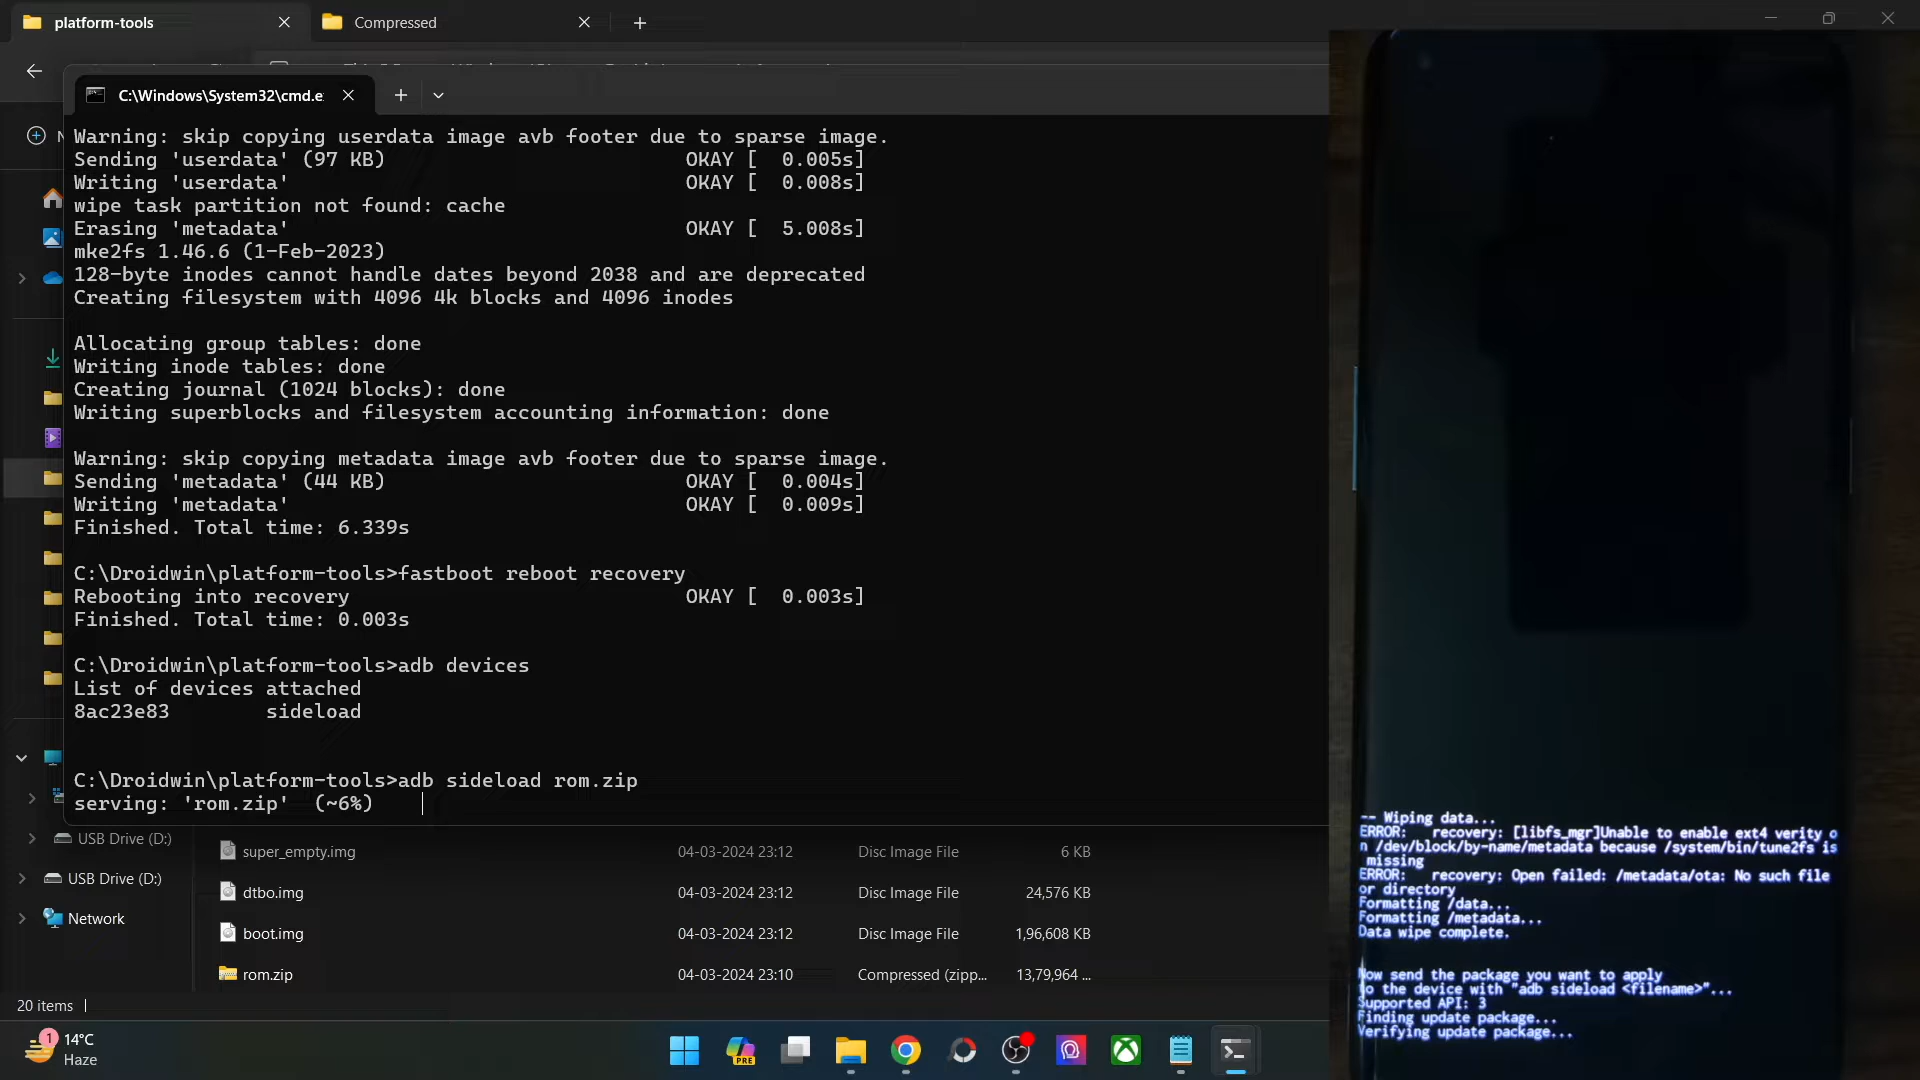 platform-tools
Compressed
C:\Windows\System32\cmd.e
Warning: skip copying userdata image avb footer due to sparse image.
Sending 'userdata' (97 KB) OKAY [ 0.005s]
Writing 'userdata' OKAY [ 0.008s]
wipe task partition not found: cache
Erasing 'metadata' OKAY [ 5.008s]
mke2fs 1.46.6 (1-Feb-2023)
128-byte inodes cannot handle dates beyond 2038 and are deprecated
Creating filesystem with 4096 4k blocks and 4096 inodes
Allocating group tables: done
Writing inode tables: done
Creating journal (1024 blocks): done
Writing superblocks and filesystem accounting information: done
Warning: skip copying metadata image avb footer due to sparse image.
Sending 'metadata' (44 KB) OKAY [ 0.004s]
Writing 'metadata' OKAY [ 0.009s]
Finished. Total time: 6.339s
C:\Droidwin\platform-tools>fastboot reboot recovery
Rebooting into recovery OKAY [ 0.003s]
Finished. Total time: 0.003s
C:\Droidwin\platform-tools>adb devices
List of devices attached
8ac23e83 sideload
C:\Droidwin\platform-tools>adb sideload rom.zip
serving: 'rom.zip' (~6%)
USB Drive (D:)
USB Drive (D:)
Network
super_empty.img 04-03-2024 23:12 Disc Image File 6 KB
dtbo.img 04-03-2024 23:12 Disc Image File 24,576 KB
boot.img 04-03-2024 23:12 Disc Image File 1,96,608 KB
rom.zip 04-03-2024 23:10 Compressed (zipp... 13,79,964 ...
20 items
-- Wiping data...
ERROR: recovery: [libfs_mgr]Unable to enable ext4 verity o
n /dev/block/by-name/metadata because /system/bin/tune2fs is
missing
ERROR: recovery: Open failed: /metadata/ota: No such file
or directory
Formatting /data...
Formatting /metadata...
Data wipe complete.
Now send the package you want to apply
to the device with "adb sideload <filename>"...
Supported API: 3
Finding update package...
Verifying update package...
1
14°C
Haze
PRE